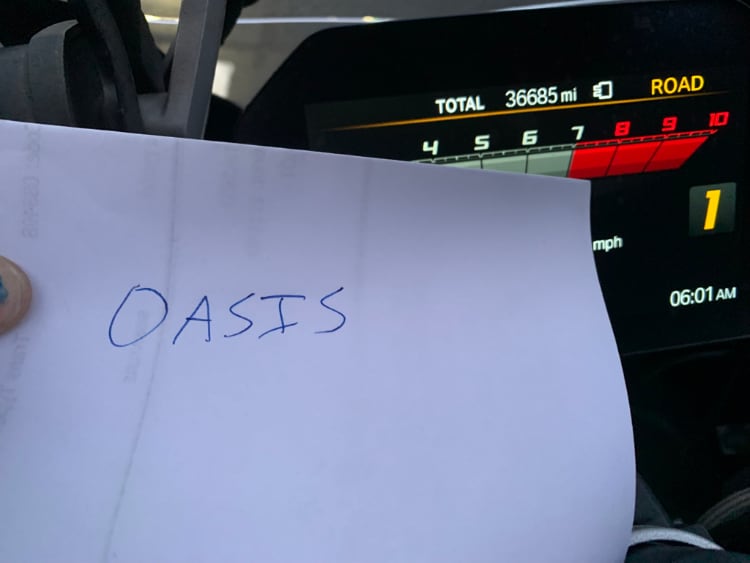 TOTAL 36685 mi ROAD
4 5 6 7 8 9 10
1
mph
06:01 AM
OASIS